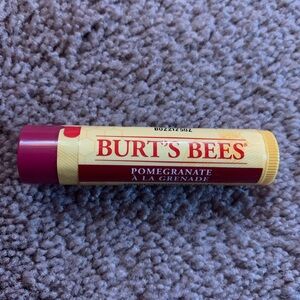 BURT'S BEES®
POMEGRANATE
À LA GRENADE